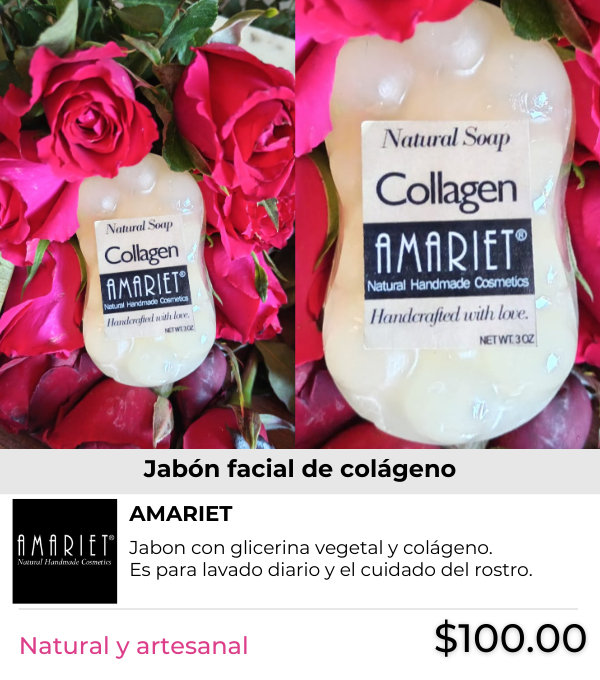 Natural Soap
Collagen
AMARIET®
Natural Handmade Cosmetics
Handcrafted with love.
NET WT. 3 OZ
Natural Soap
Collagen
AMARIET®
Natural Handmade Cosmetics
Handcrafted with love.
NET WT. 3 OZ
Jabón facial de colágeno
AMARIET®
Natural Handmade Cosmetics
AMARIET
Jabon con glicerina vegetal y colágeno.
Es para lavado diario y el cuidado del rostro.
Natural y artesanal
$100.00